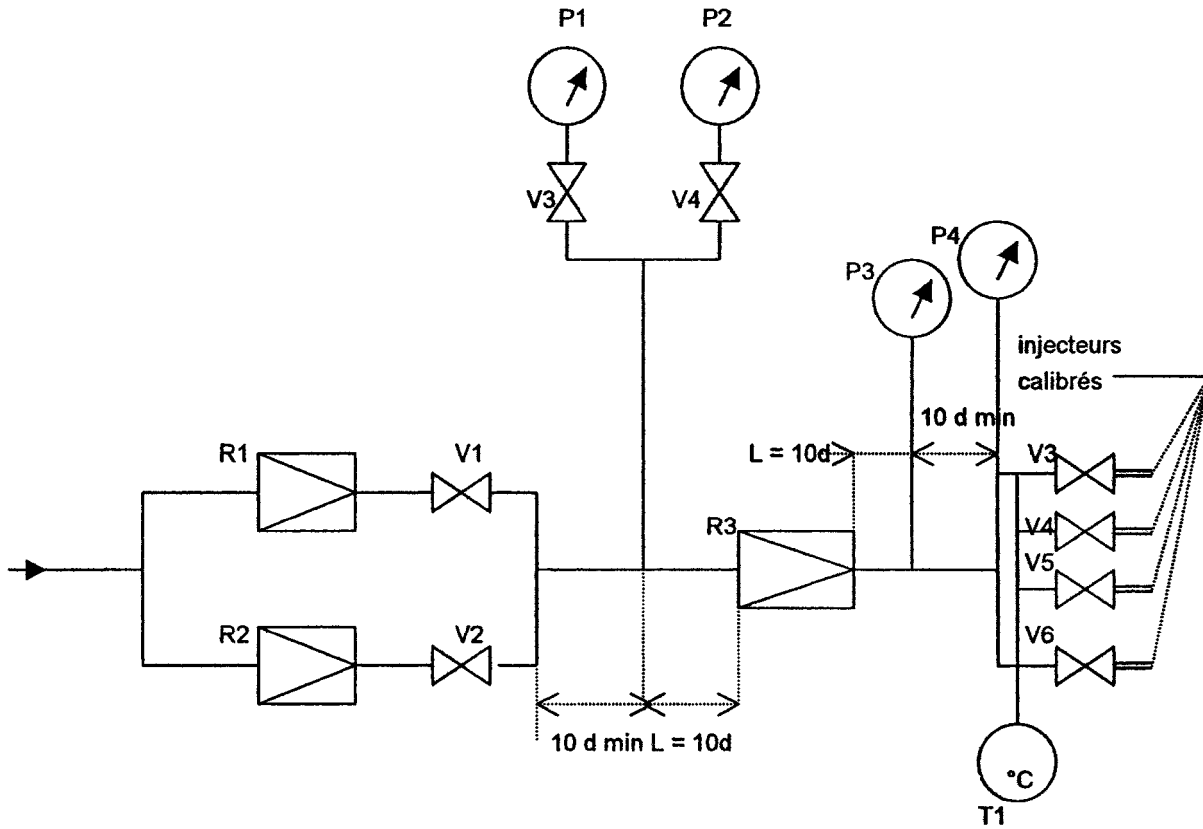 P1
P2
V3
V4
P4
P3
injecteurs
calibrés
10 d min
L = 10d
R1
V1
V3
R3
V4
V5
R2
V2
V6
10 d min L = 10d
°C
T1